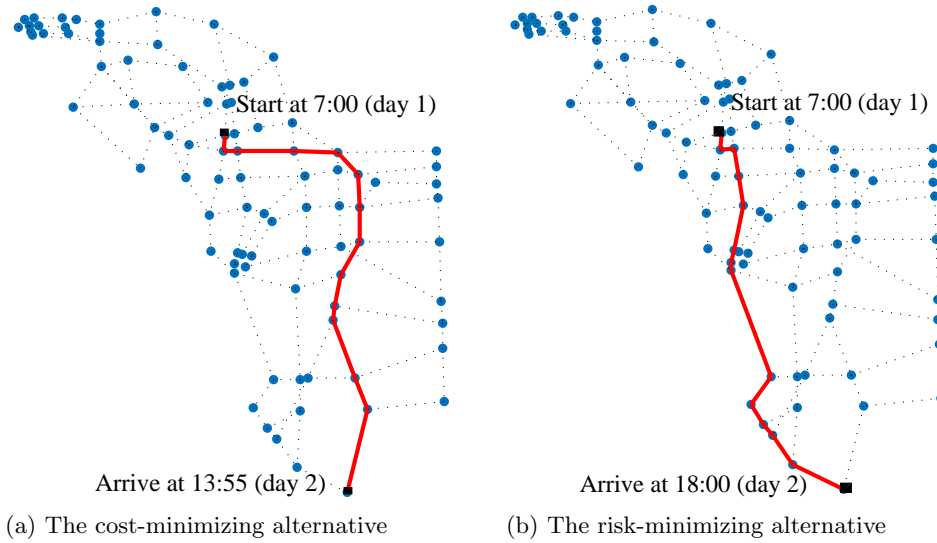 Start at 7:00 (day 1)
Arrive at 13:55 (day 2)
(a) The cost-minimizing alternative
Start at 7:00 (day 1)
Arrive at 18:00 (day 2)
(b) The risk-minimizing alternative